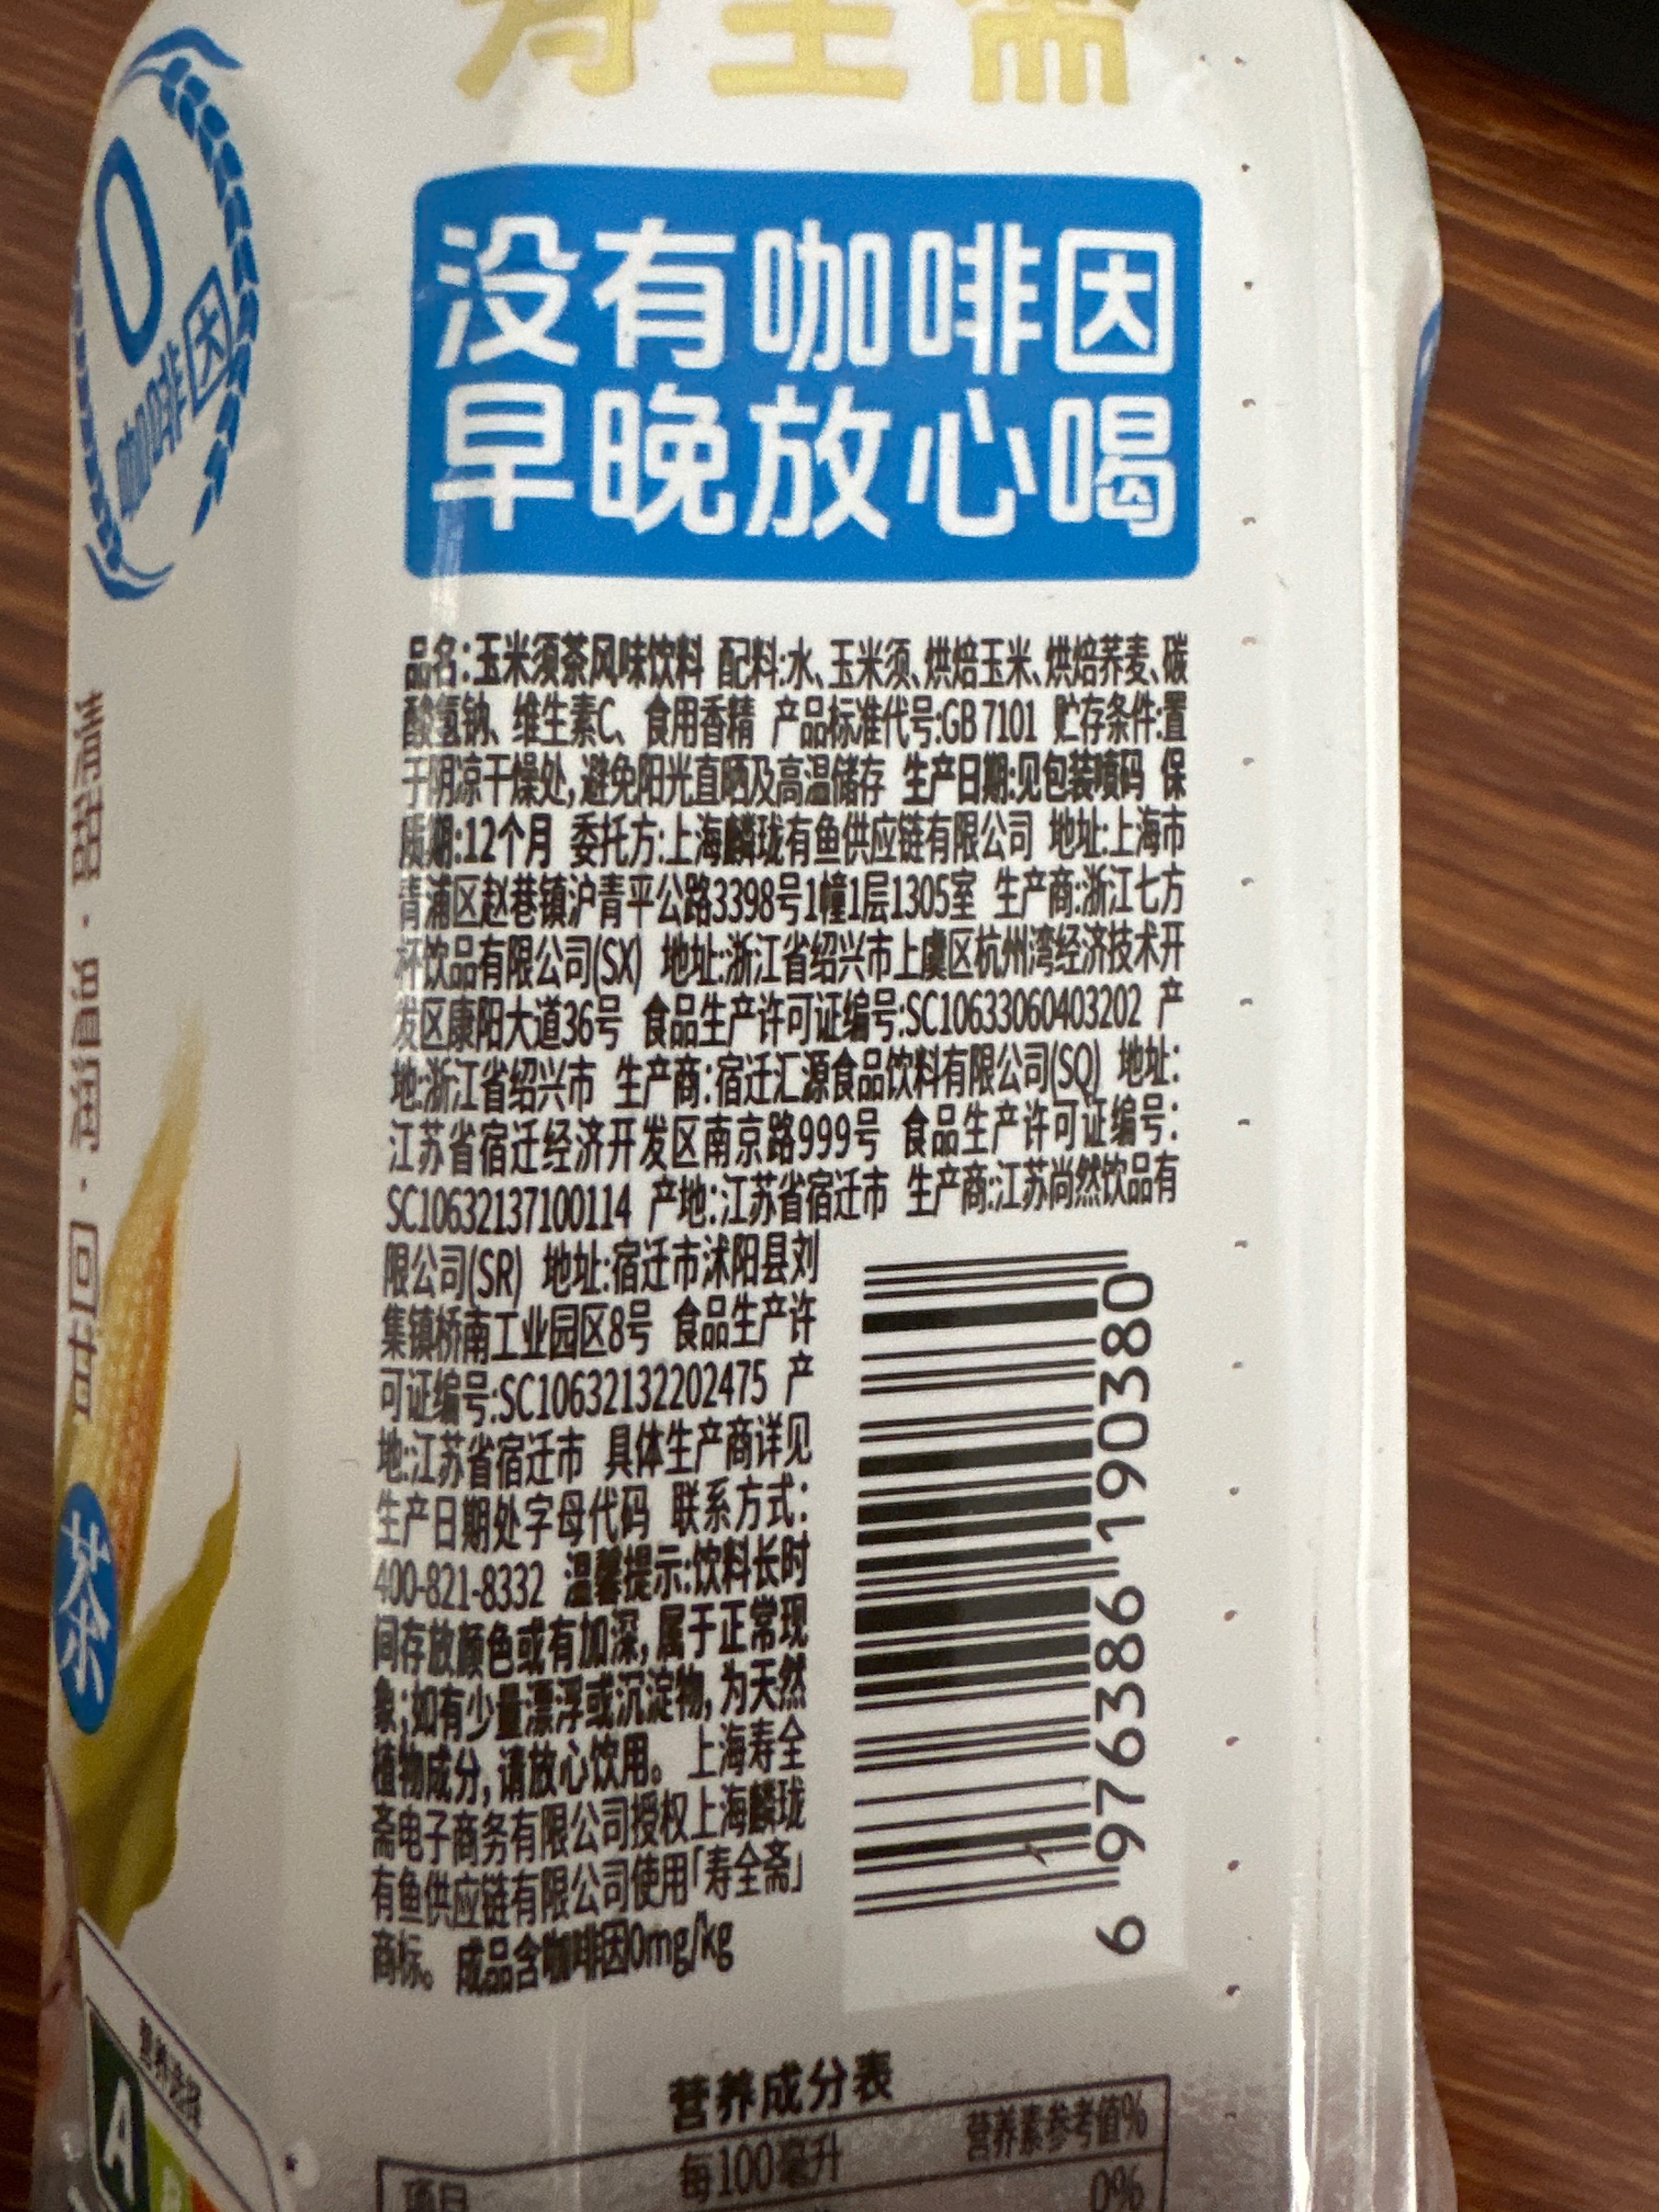 寿全斋
0
咖啡因
没有咖啡因
早晚放心喝
品名:玉米须茶风味饮料 配料:水、玉米须、烘焙玉米、烘焙荞麦、碳
酸氢钠、维生素C、食用香精 产品标准代号:GB 7101 贮存条件:置
于阴凉干燥处,避免阳光直晒及高温储存 生产日期:见包装喷码 保
质期:12个月 委托方:上海麟珑有鱼供应链有限公司 地址:上海市
青浦区赵巷镇沪青平公路3398号1幢1层1305室 生产商:浙江七方
杯饮品有限公司(SX) 地址:浙江省绍兴市上虞区杭州湾经济技术开
发区康阳大道36号 食品生产许可证编号:SC10633060403202 产
地:浙江省绍兴市 生产商:宿迁汇源食品饮料有限公司(SQ) 地址:
江苏省宿迁经济开发区南京路999号 食品生产许可证编号:
SC10632137100114 产地:江苏省宿迁市 生产商:江苏尚然饮品有
限公司(SR) 地址:宿迁市沭阳县刘
集镇桥南工业园区8号 食品生产许
可证编号:SC10632132202475 产
地:江苏省宿迁市 具体生产商详见
生产日期处字母代码 联系方式:
400-821-8332 温馨提示:饮料长时
间存放颜色或有加深,属于正常现
象;如有少量漂浮或沉淀物,为天然
植物成分,请放心饮用。 上海寿全
斋电子商务有限公司授权上海麟珑
有鱼供应链有限公司使用「寿全斋」
商标。 成品含咖啡因0mg/kg
6 976386 190380
茶
营养选择
A
B
营养成分表
项目 每100毫升 营养素参考值%
0%